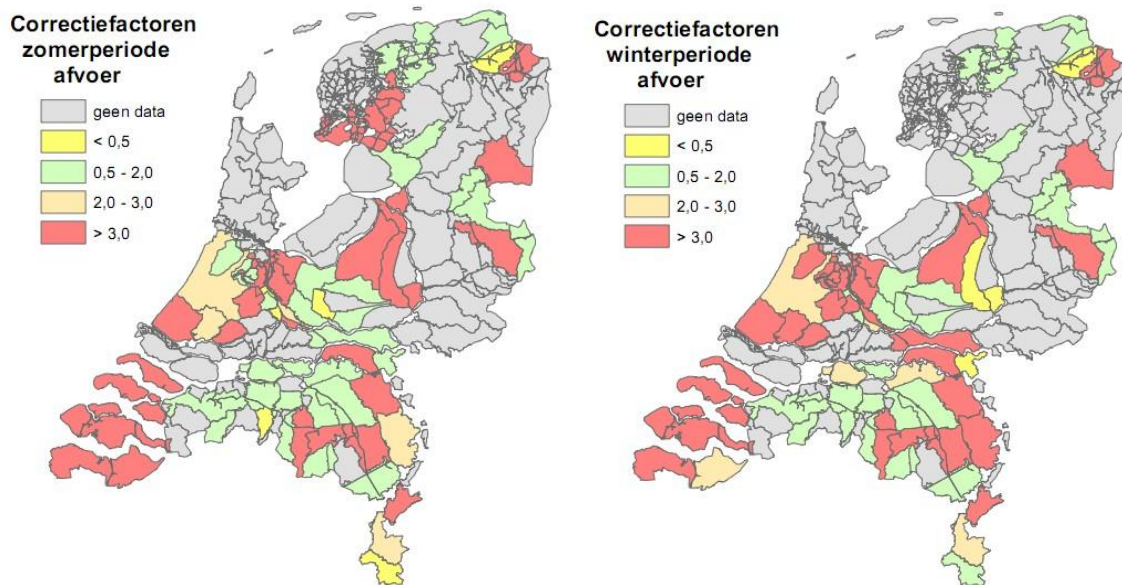 Correctiefactoren
zomerperiode
afvoer
geen data
< 0,5
0,5 - 2,0
2,0 - 3,0
> 3,0
Correctiefactoren
winterperiode
afvoer
geen data
< 0,5
0,5 - 2,0
2,0 - 3,0
> 3,0